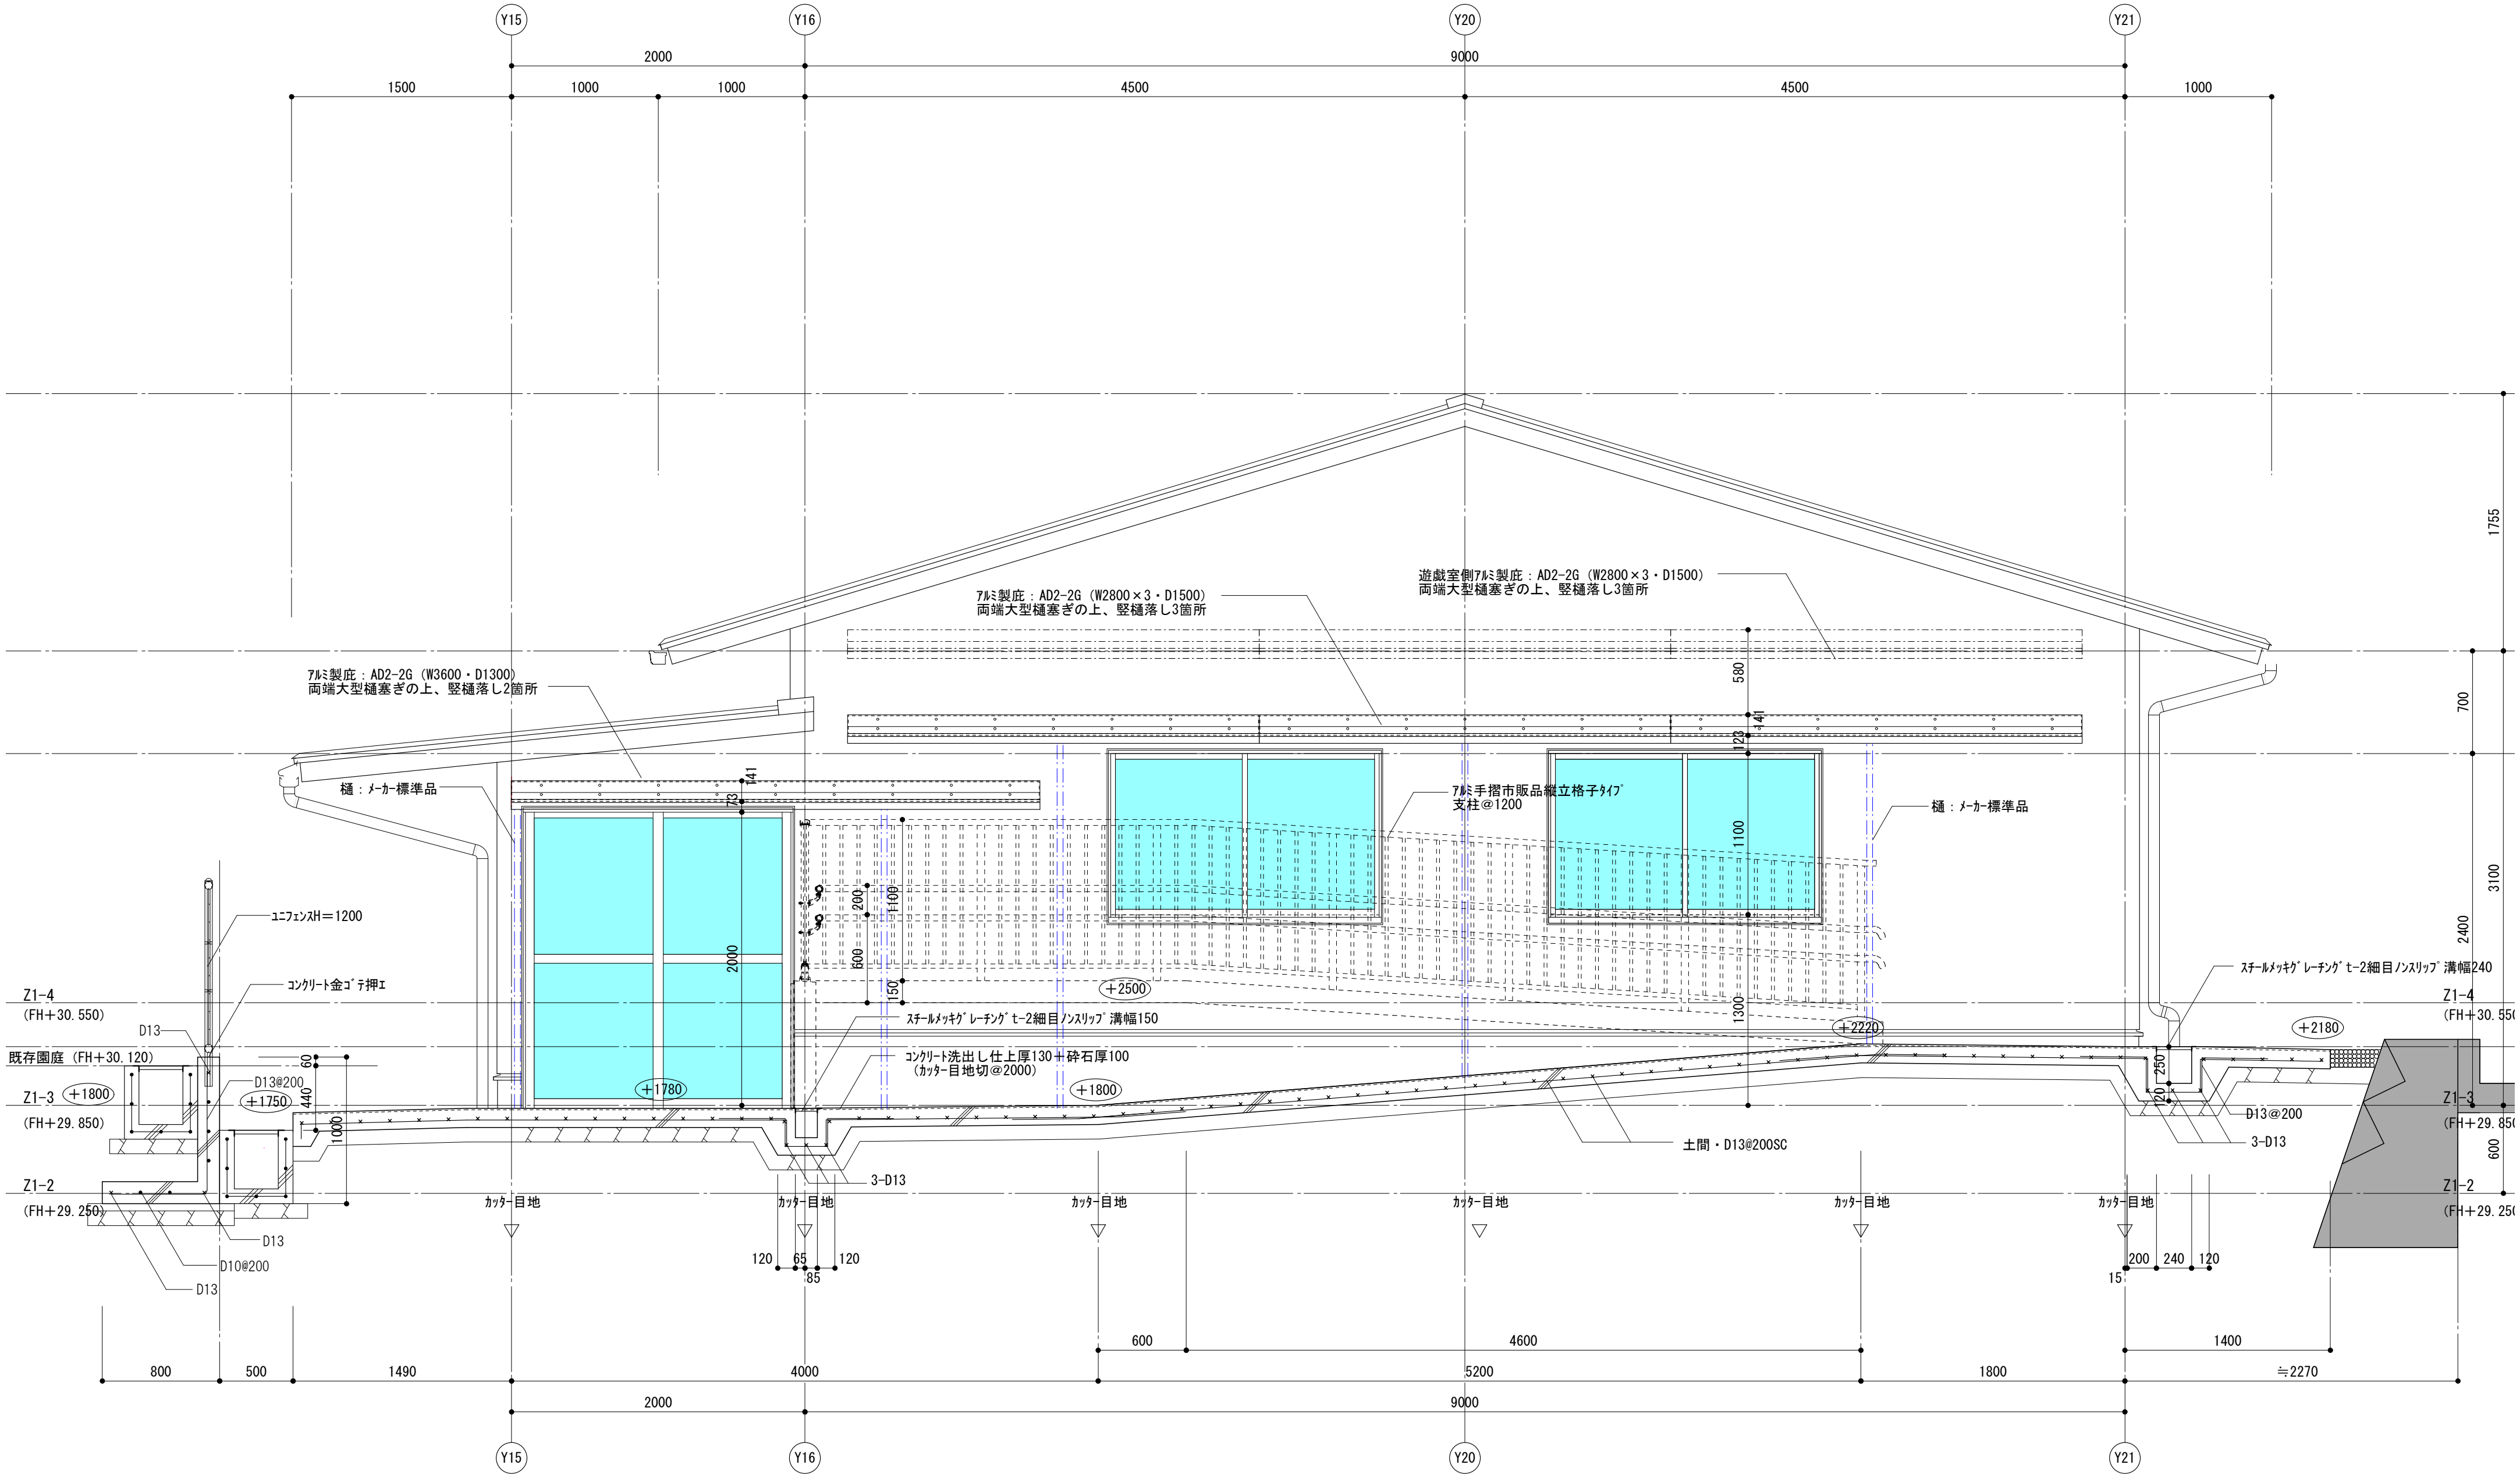 Y15
Y16
Y20
Y21
2000
9000
1500
1000
1000
4500
4500
1000
1755
遊戯室側ｱﾙﾐ製庇：AD2-2G（W2800×3・D1500）
両端大型樋塞ぎの上、竪樋落し3箇所
ｱﾙﾐ製庇：AD2-2G（W2800×3・D1500）
両端大型樋塞ぎの上、竪樋落し3箇所
ｱﾙﾐ製庇：AD2-2G（W3600・D1300）
両端大型樋塞ぎの上、竪樋落し2箇所
580
700
141
123
141
73
樋：ﾒｰｶｰ標準品
ｱﾙﾐ手摺市販品縦立格子ﾀｲﾌﾟ
支柱＠1200
樋：ﾒｰｶｰ標準品
1100
3100
200
1100
ﾕﾆﾌｪﾝｽH＝1200
2400
2000
600
150
ｺﾝｸﾘｰﾄ金ｺﾞﾃ押ｴ
+2500
ｽﾁｰﾙﾒｯｷｸﾞﾚｰﾁﾝｸﾞt-2細目ﾉﾝｽﾘｯﾌﾟ溝幅240
Z1-4
(FH+30.550)
Z1-4
(FH+30.550
1300
ｽﾁｰﾙﾒｯｷｸﾞﾚｰﾁﾝｸﾞt-2細目ﾉﾝｽﾘｯﾌﾟ溝幅150
+2220
+2180
D13
既存園庭（FH+30.120）
60
ｺﾝｸﾘｰﾄ洗出し仕上厚130＋砕石厚100
（ｶｯﾀｰ目地切＠2000）
250
+1800
D13@200
+1750
440
+1780
+1800
120
Z1-3
(FH+29.850)
Z1-3
(FH+29.850
D13@200
1000
土間・D13@200SC
3-D13
600
3-D13
Z1-2
(FH+29.250)
Z1-2
(FH+29.250
ｶｯﾀｰ目地
ｶｯﾀｰ目地
ｶｯﾀｰ目地
ｶｯﾀｰ目地
ｶｯﾀｰ目地
ｶｯﾀｰ目地
D13
D10@200
D13
120
65
85
120
15
200
240
120
600
4600
1400
800
500
1490
4000
5200
1800
≒2270
2000
9000
Y15
Y16
Y20
Y21